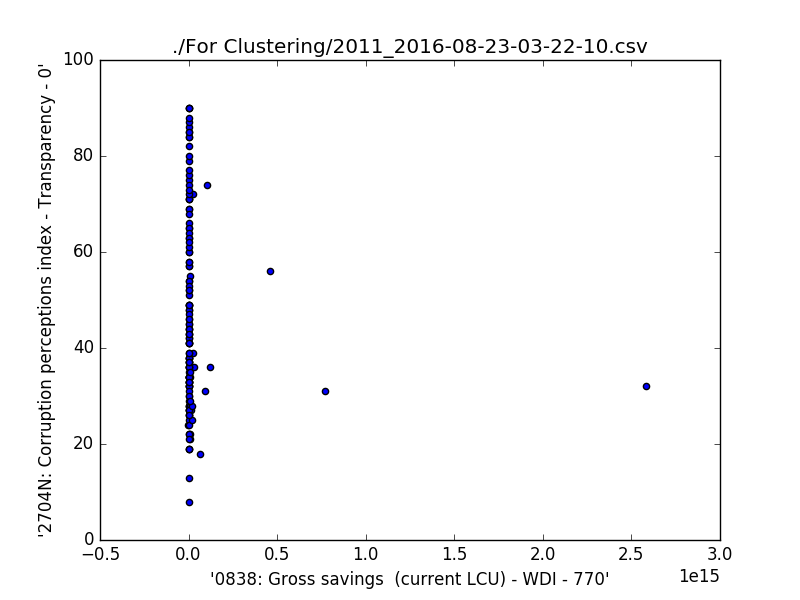 ./For Clustering/2011_2016-08-23-03-22-10.csv
'2704N: Corruption perceptions index - Transparency - 0'
100
80
60
40
20
0
−0.5 0.0 0.5 1.0 1.5 2.0 2.5 3.0
1e15
'0838: Gross savings  (current LCU) - WDI - 770'